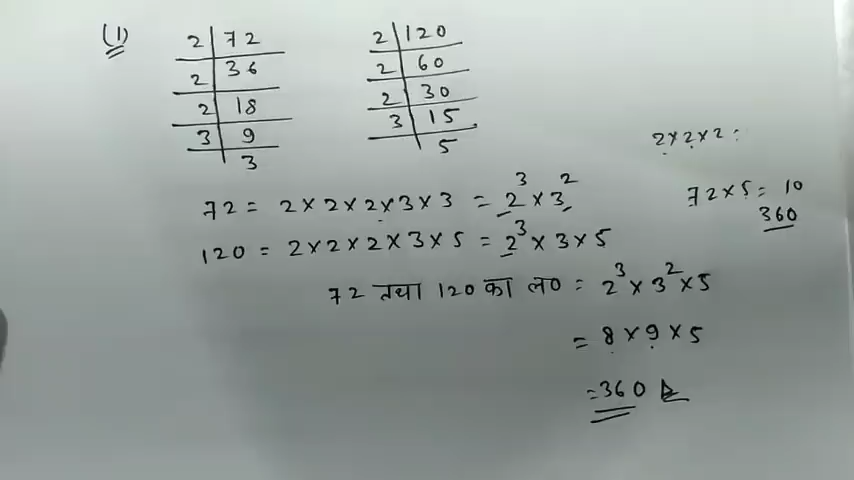 (1)
2 | 72
2 | 36
2 | 18
3 | 9
3
2 | 120
2 | 60
2 | 30
3 | 15
5
2×2×2 :
72×5 = 10
360
72 = 2×2×2×3×3 = 2³×3²
120 = 2×2×2×3×5 = 2³×3×5
72 तथा 120 का ल० = 2³×3²×5
= 8×9×5
= 360